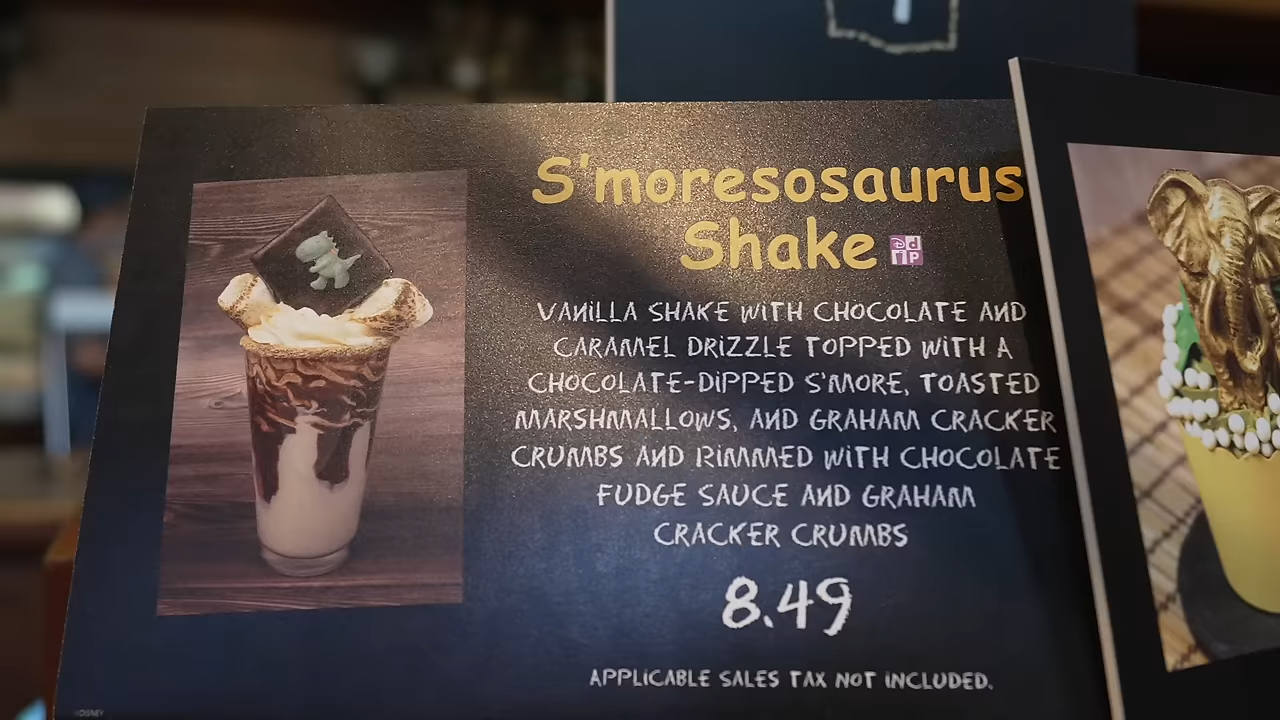 S'moresosaurus
Shake
VANILLA SHAKE WITH CHOCOLATE AND
CARAMEL DRIZZLE TOPPED WITH A
CHOCOLATE-DIPPED S'MORE, TOASTED
MARSHMALLOWS, AND GRAHAM CRACKER
CRUMBS AND RIMMED WITH CHOCOLATE
FUDGE SAUCE AND GRAHAM
CRACKER CRUMBS
8.49
APPLICABLE SALES TAX NOT INCLUDED.
©DISNEY